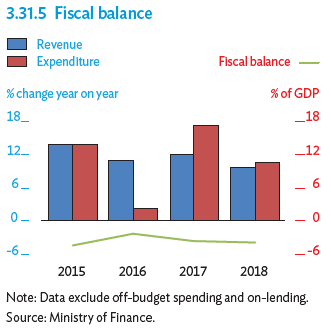 3.31.5 Fiscal balance
Revenue
Expenditure
Fiscal balance
% change year on year
% of GDP
18 18
12 12
6 6
0 0
-6 -6
2015 2016 2017 2018
Note: Data exclude off-budget spending and on-lending.
Source: Ministry of Finance.